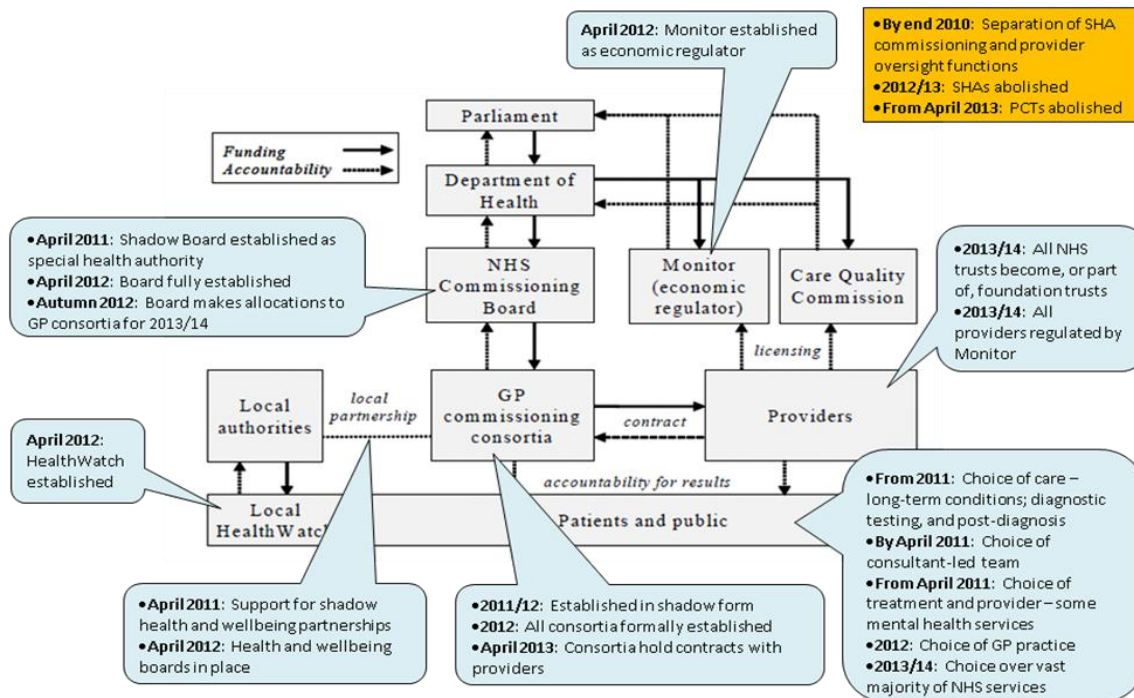 April 2012: Monitor established
as economic regulator
•By end 2010: Separation of SHA
commissioning and provider
oversight functions
•2012/13: SHAs abolished
•From April 2013: PCTs abolished
Parliament
Funding
Accountability
Department of
Health
•April 2011: Shadow Board established as
special health authority
•April 2012: Board fully established
•Autumn 2012: Board makes allocations to
GP consortia for 2013/14
NHS
Commissioning
Board
Monitor
(economic
regulator)
Care Quality
Commission
•2013/14: All NHS
trusts become, or part
of, foundation trusts
•2013/14: All
providers regulated by
Monitor
licensing
Local
authorities
local
partnership
GP
commissioning
consortia
contract
Providers
April 2012:
HealthWatch
established
accountability for results
Local
HealthWatch
Patients and public
•From 2011: Choice of care –
long-term conditions; diagnostic
testing, and post-diagnosis
•By April 2011: Choice of
consultant-led team
•From April 2011: Choice of
treatment and provider – some
mental health services
•2012: Choice of GP practice
•2013/14: Choice over vast
majority of NHS services
•April 2011: Support for shadow
health and wellbeing partnerships
•April 2012: Health and wellbeing
boards in place
•2011/12: Established in shadow form
•2012: All consortia formally established
•April 2013: Consortia hold contracts with
providers